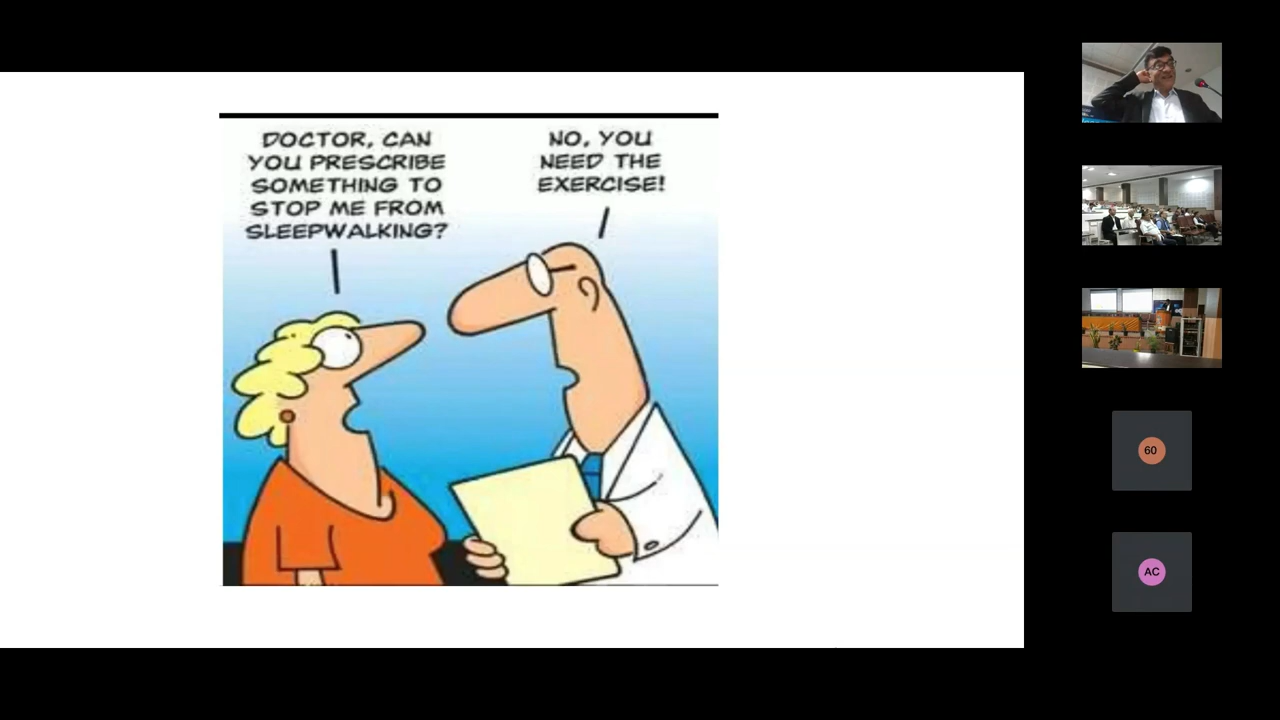 DOCTOR, CAN
YOU PRESCRIBE
SOMETHING TO
STOP ME FROM
SLEEPWALKING?
NO, YOU
NEED THE
EXERCISE!
60
AC